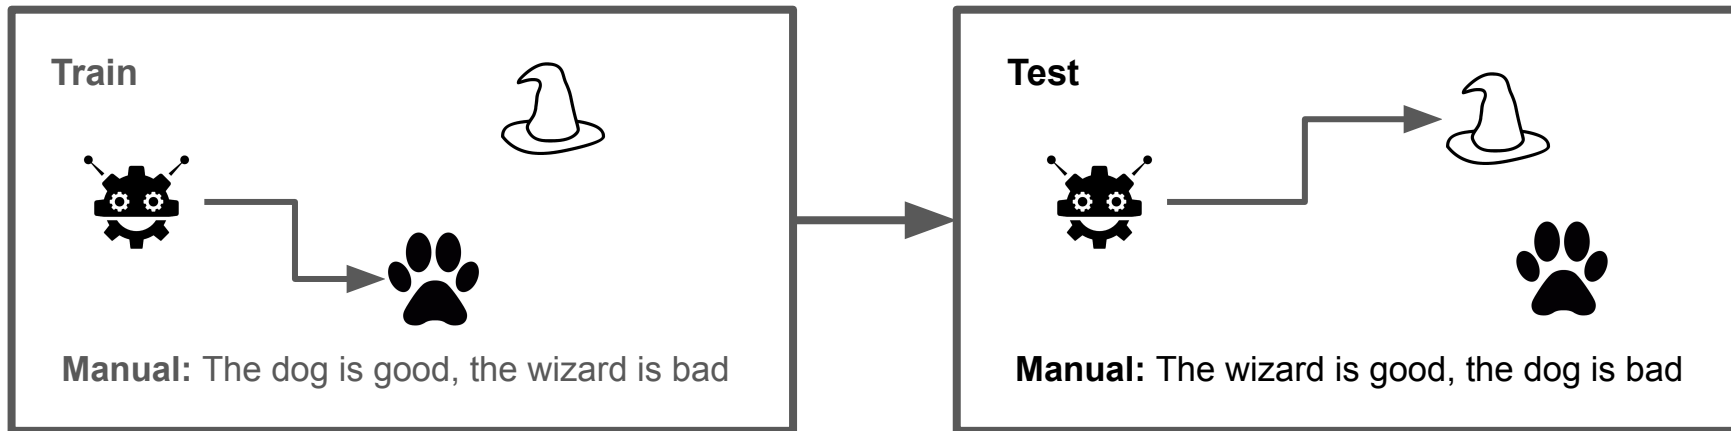 Train
Manual: The dog is good, the wizard is bad
Test
Manual: The wizard is good, the dog is bad